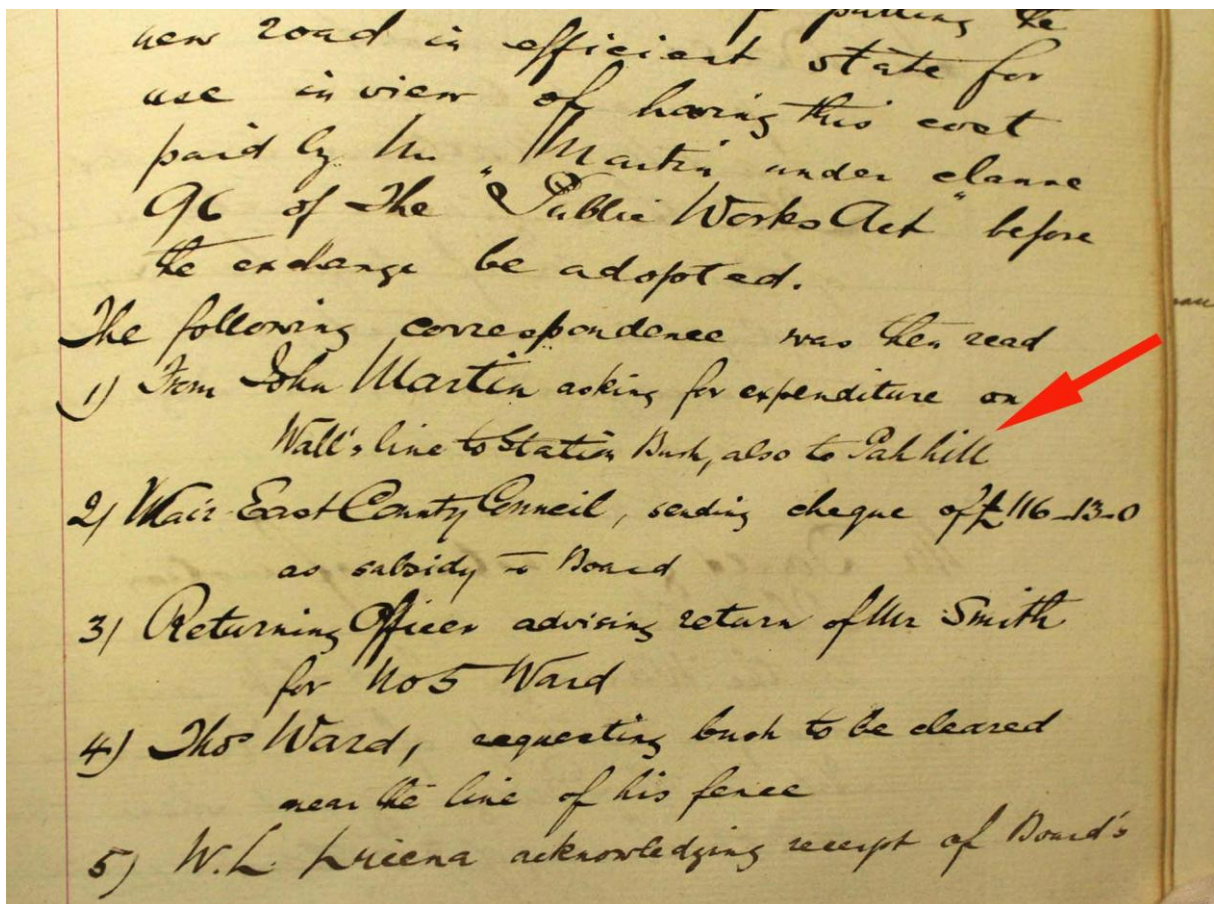 putting the
new road in efficient state for
use in view of having this cost
paid by Mr Martin under clause
96 of The "Public Works Act" before
the exchange be adopted.
The following correspondence was then read
1) From John Martin asking for expenditure on
Wall's line to Station Bush, also to Pah hill
2) Wair. East County Council, sending cheque of £116-13-0
as subsidy to Board
3) Returning Officer advising return of Mr Smith
for No 5 Ward
4) Thos Ward, requesting bush to be cleared
near the line of his fence
5) W.L. acknowledging receipt of Board's